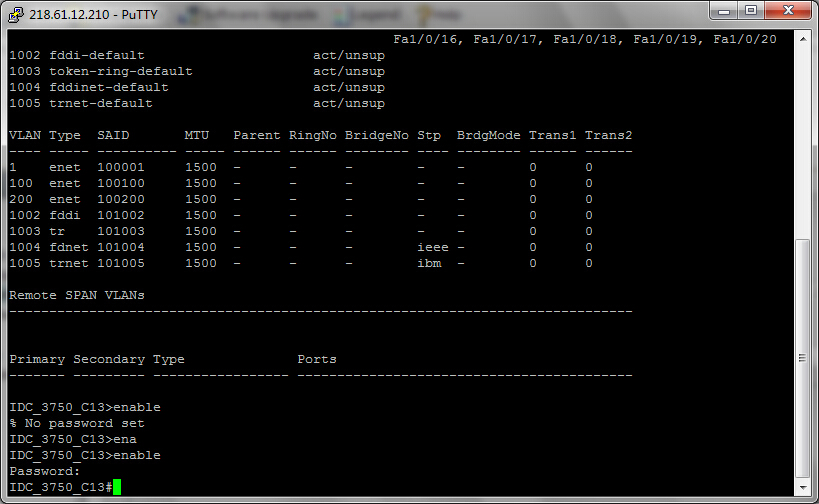 218.61.12.210 - PuTTY
Fa1/0/16, Fa1/0/17, Fa1/0/18, Fa1/0/19, Fa1/0/20
1002 fddi-default                     act/unsup
1003 token-ring-default               act/unsup
1004 fddinet-default                  act/unsup
1005 trnet-default                    act/unsup
VLAN Type  SAID       MTU   Parent RingNo BridgeNo Stp  BrdgMode Trans1 Trans2
---- ----- ---------- ----- ------ ------ -------- ---- -------- ------ ------
1    enet  100001     1500  -      -      -        -    -        0      0
100  enet  100100     1500  -      -      -        -    -        0      0
200  enet  100200     1500  -      -      -        -    -        0      0
1002 fddi  101002     1500  -      -      -        -    -        0      0
1003 tr    101003     1500  -      -      -        -    -        0      0
1004 fdnet 101004     1500  -      -      -        ieee -        0      0
1005 trnet 101005     1500  -      -      -        ibm  -        0      0
Remote SPAN VLANs
------------------------------------------------------------------------------
Primary Secondary Type              Ports
------- --------- ----------------- ------------------------------------------
IDC_3750_C13>enable
% No password set
IDC_3750_C13>ena
IDC_3750_C13>enable
Password:
IDC_3750_C13#